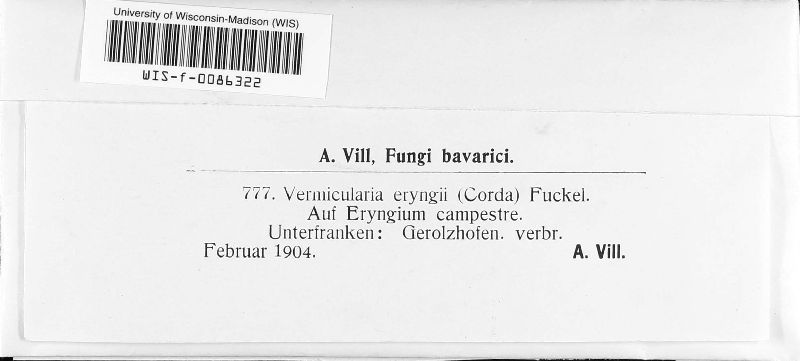 University of Wisconsin-Madison (WIS)
WIS-f-0086322
A. Vill, Fungi bavarici.
777. Vermicularia eryngii (Corda) Fuckel.
Auf Eryngium campestre.
Unterfranken: Gerolzhofen. verbr.
Februar 1904. A. Vill.